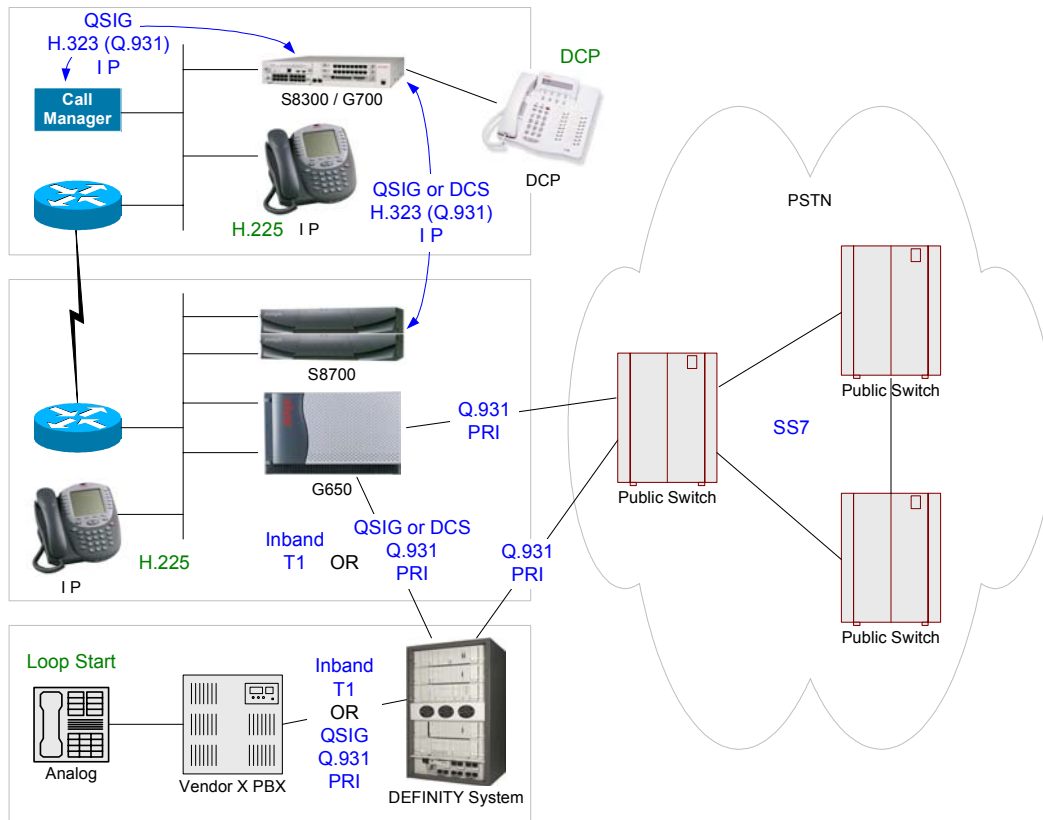 QSIG
H.323 (Q.931)
I P
Call
Manager
S8300 / G700
DCP
DCP
QSIG or DCS
H.323 (Q.931)
I P
H.225
I P
PSTN
Public Switch
S8700
Q.931
PRI
SS7
G650
Public Switch
Inband
T1
OR
QSIG or DCS
Q.931
PRI
Q.931
PRI
H.225
I P
Public Switch
Loop Start
Inband
T1
OR
QSIG
Q.931
PRI
Analog
Vendor X PBX
DEFINITY System